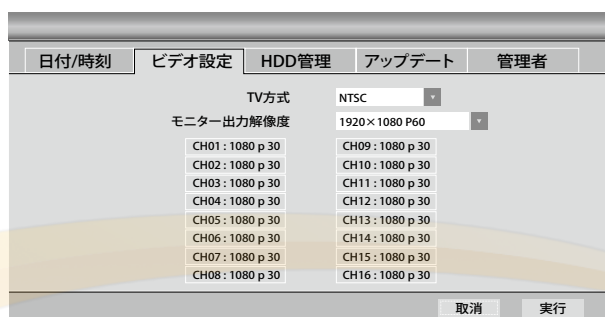 日付/時刻 ビデオ設定 HDD管理 アップデート 管理者
TV方式 NTSC
モニター出力解像度 1920×1080 P60
CH01 : 1080 p 30 CH09 : 1080 p 30
CH02 : 1080 p 30 CH10 : 1080 p 30
CH03 : 1080 p 30 CH11 : 1080 p 30
CH04 : 1080 p 30 CH12 : 1080 p 30
CH05 : 1080 p 30 CH13 : 1080 p 30
CH06 : 1080 p 30 CH14 : 1080 p 30
CH07 : 1080 p 30 CH15 : 1080 p 30
CH08 : 1080 p 30 CH16 : 1080 p 30
取消 実行